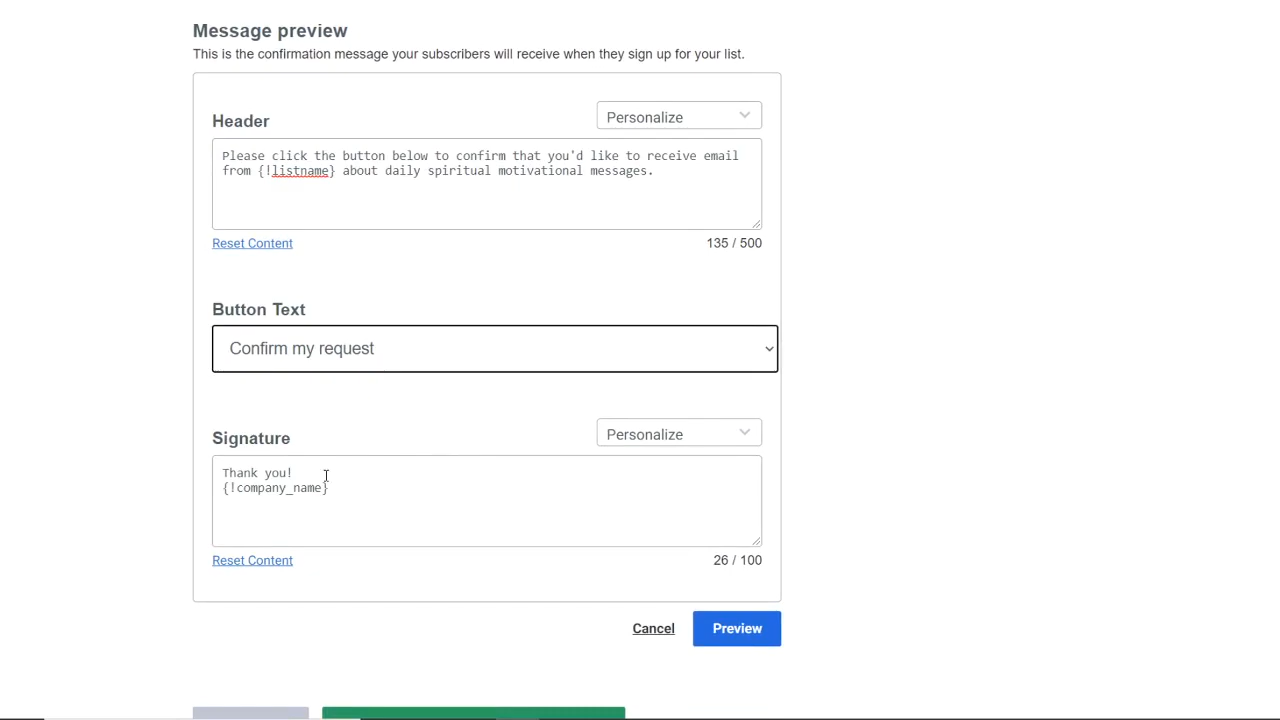 Message preview
This is the confirmation message your subscribers will receive when they sign up for your list.
Header
Personalize
Please click the button below to confirm that you'd like to receive email
from {!listname} about daily spiritual motivational messages.
Reset Content
135 / 500
Button Text
Confirm my request
Signature
Personalize
Thank you!
{!company_name}
Reset Content
26 / 100
Cancel
Preview